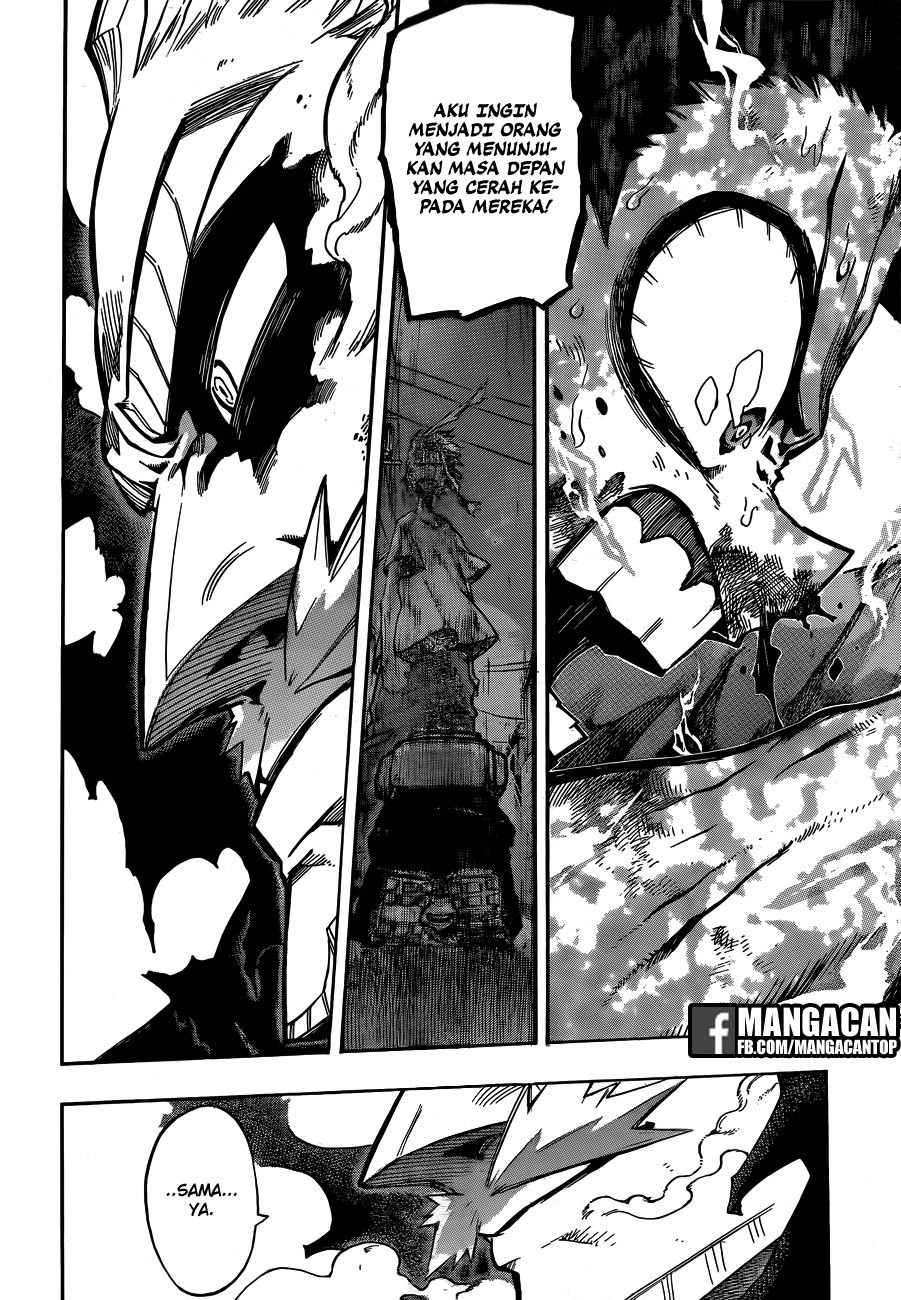 AKU INGIN
MENJADI ORANG
YANG MENUNJU-
KAN MASA DEPAN
YANG CERAH KE-
PADA MEREKA!
f MANGACAN
FB.COM/MANGACANTOP
..SAMA...
YA.